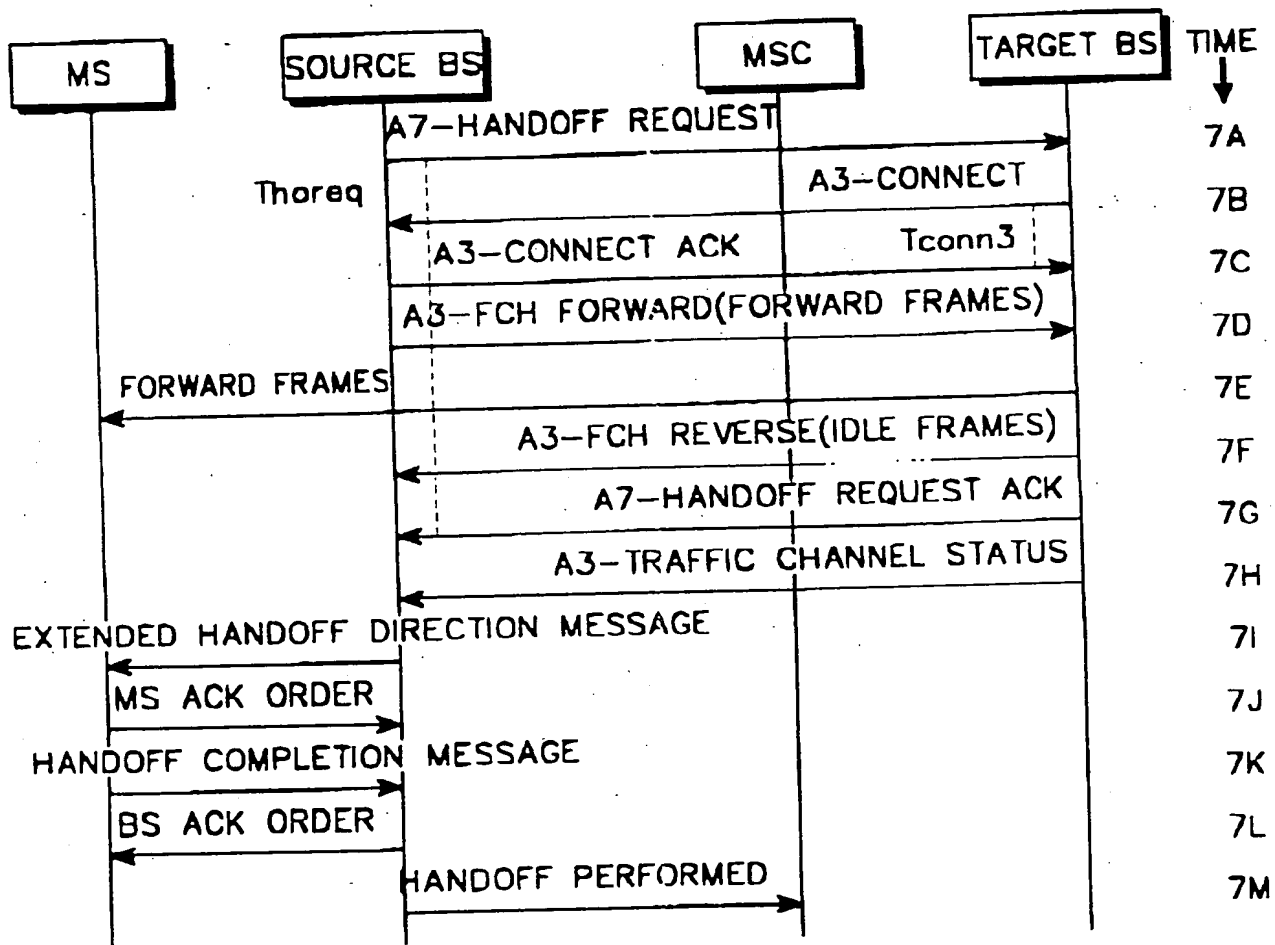 MS
SOURCE BS
MSC
TARGET BS
TIME
A7-HANDOFF REQUEST
7A
Thoreq
A3-CONNECT
7B
A3-CONNECT ACK
Tconn3
7C
A3-FCH FORWARD(FORWARD FRAMES)
7D
FORWARD FRAMES
7E
A3-FCH REVERSE(IDLE FRAMES)
7F
A7-HANDOFF REQUEST ACK
7G
A3-TRAFFIC CHANNEL STATUS
7H
EXTENDED HANDOFF DIRECTION MESSAGE
7I
MS ACK ORDER
7J
HANDOFF COMPLETION MESSAGE
7K
BS ACK ORDER
7L
HANDOFF PERFORMED
7M